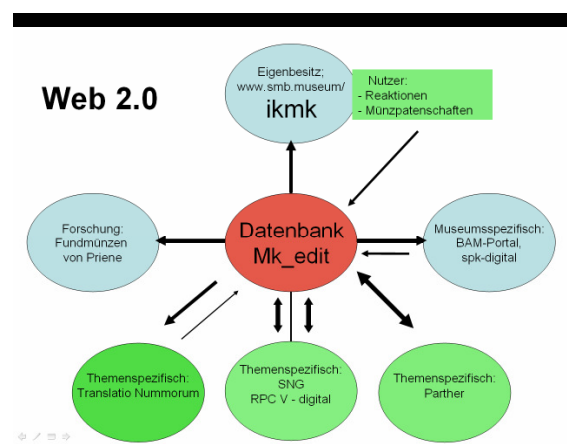 Web 2.0
Eigenbesitz;
www.smb.museum/
ikmk
Nutzer:
- Reaktionen
- Münzpatenschaften
Forschung:
Fundmünzen
von Priene
Datenbank
Mk_edit
Museumsspezifisch:
BAM-Portal,
spk-digital
Themenspezifisch:
Translatio Nummorum
Themenspezifisch:
SNG
RPC V - digital
Themenspezifisch:
Parther